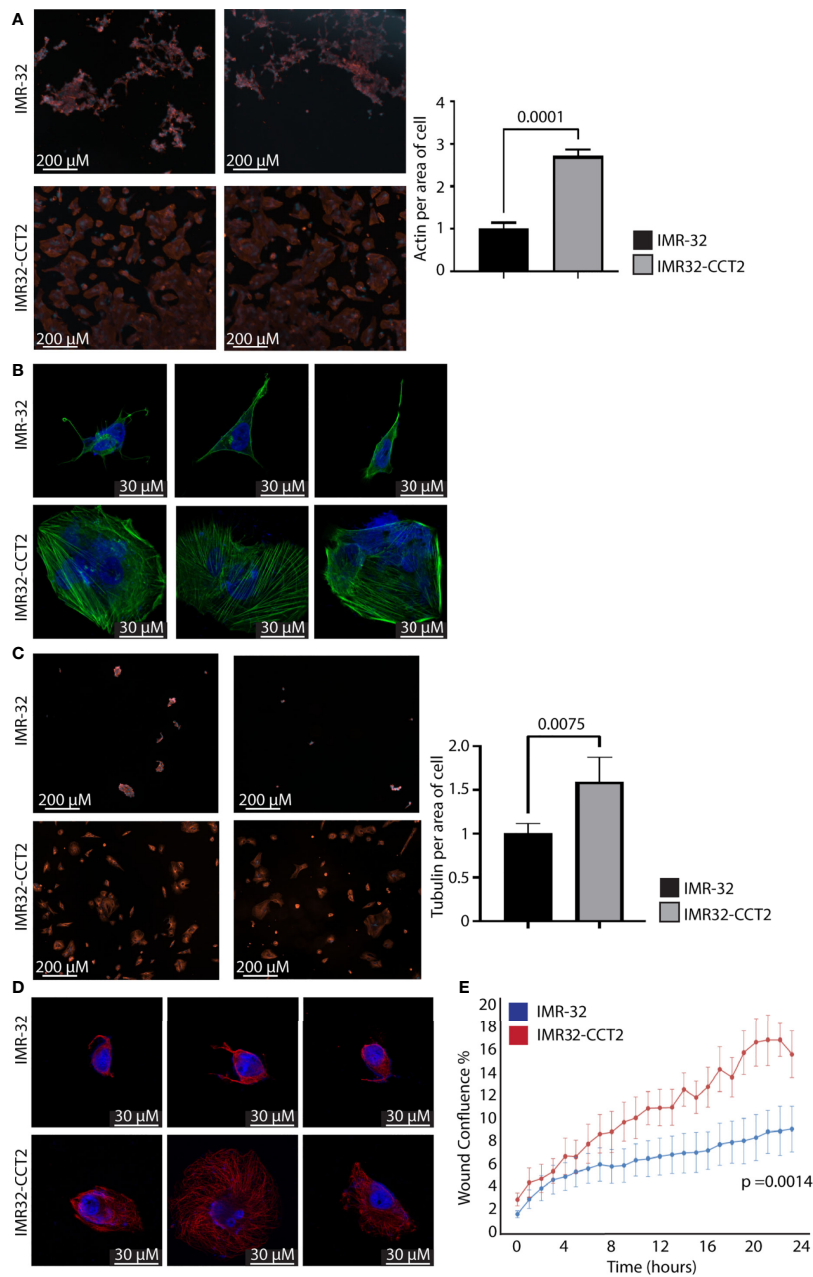 A
IMR-32
200 µM
200 µM
IMR32-CCT2
200 µM
200 µM
Actin per area of cell
4
3
2
1
0
0.0001
IMR-32
IMR32-CCT2
B
IMR-32
30 µM
30 µM
30 µM
IMR32-CCT2
30 µM
30 µM
30 µM
C
IMR-32
200 µM
200 µM
IMR32-CCT2
200 µM
200 µM
Tubulin per area of cell
2.0
1.5
1
0.5
0
0.0075
IMR-32
IMR32-CCT2
D
IMR-32
30 µM
30 µM
30 µM
IMR32-CCT2
30 µM
30 µM
30 µM
E
Wound Confluence %
20
18
16
14
12
10
8
6
4
2
0
IMR-32
IMR32-CCT2
p =0.0014
0 4 8 12 16 20 24
Time (hours)